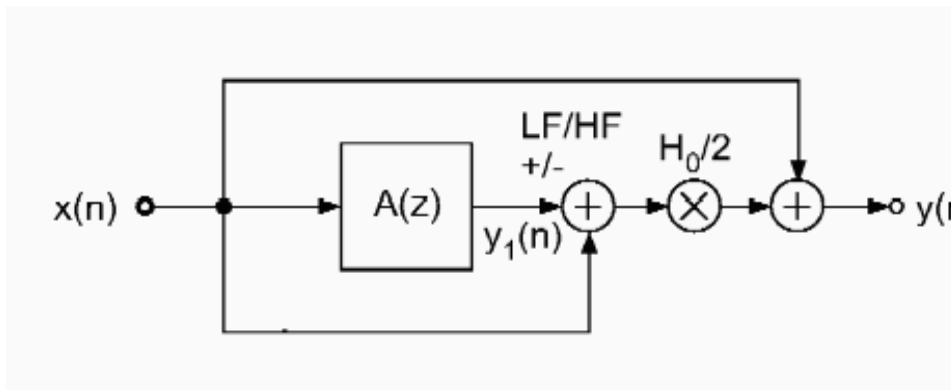 LF/HF
+/-
H₀/2
x(n)
A(z)
y₁(n)
+
×
+
y(